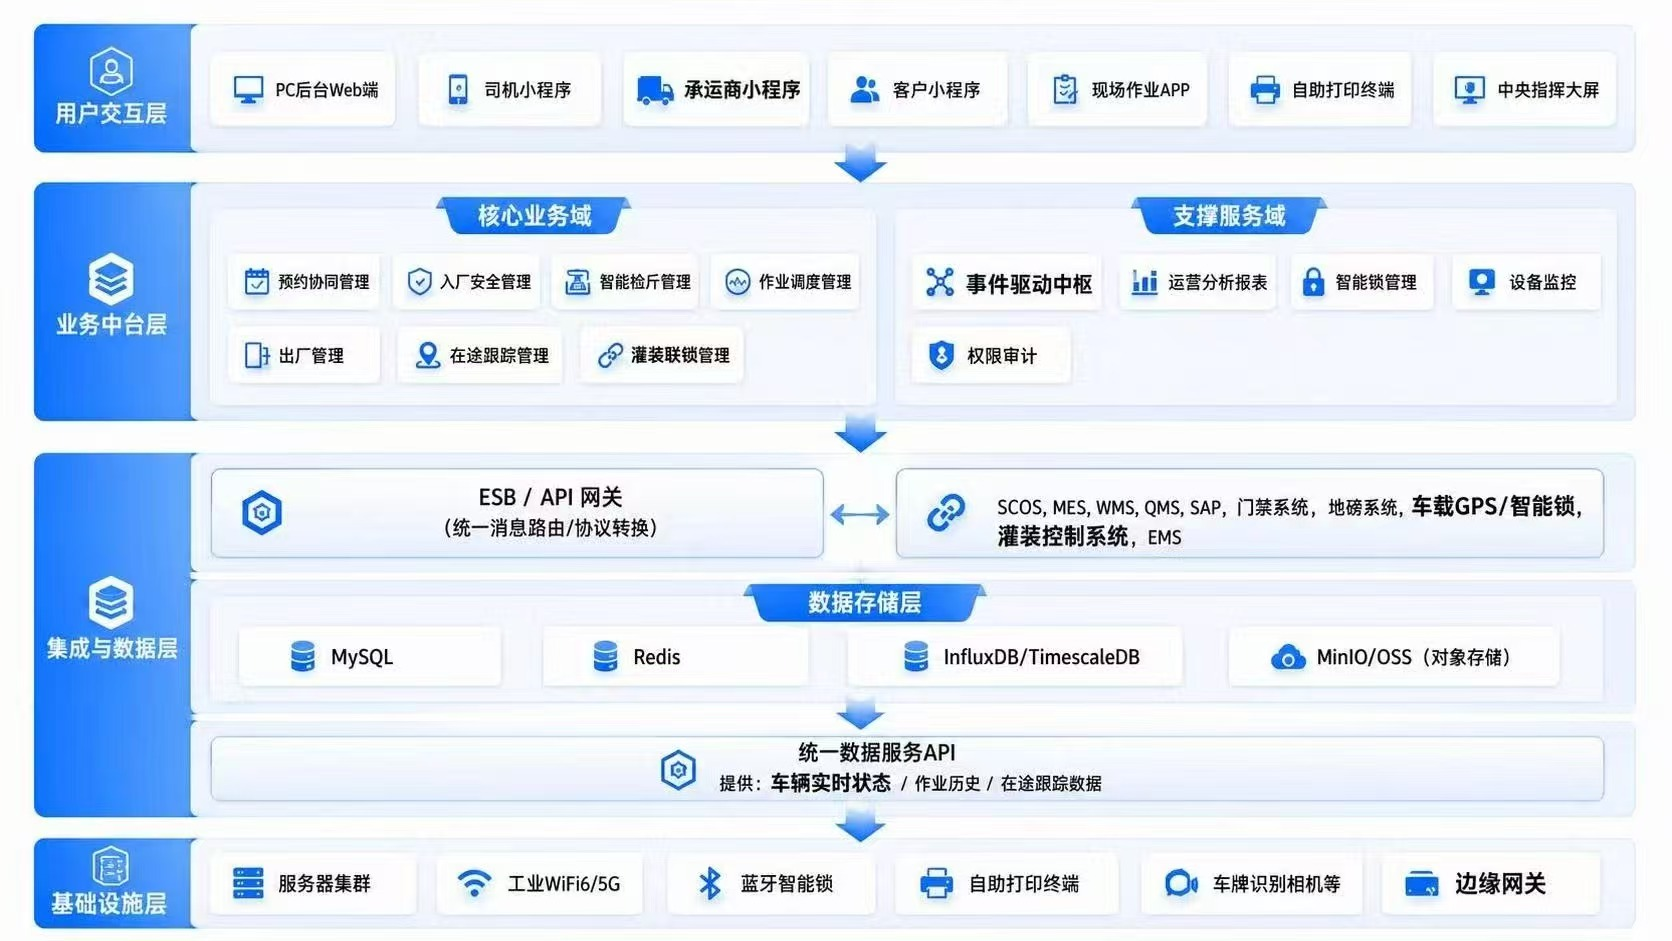 用户交互层
PC后台Web端
司机小程序
承运商小程序
客户小程序
现场作业APP
自助打印终端
中央指挥大屏
业务中台层
核心业务域
预约协同管理
入厂安全管理
智能检斤管理
作业调度管理
出厂管理
在途跟踪管理
灌装联锁管理
支撑服务域
事件驱动中枢
运营分析报表
智能锁管理
设备监控
权限审计
集成与数据层
ESB / API 网关
（统一消息路由/协议转换）
SCOS, MES, WMS, QMS, SAP，门禁系统，地磅系统, 车载GPS/智能锁,
灌装控制系统，EMS
数据存储层
MySQL
Redis
InfluxDB/TimescaleDB
MinIO/OSS（对象存储）
统一数据服务API
提供：车辆实时状态 / 作业历史 / 在途跟踪数据
基础设施层
服务器集群
工业WiFi6/5G
蓝牙智能锁
自助打印终端
车牌识别相机等
边缘网关